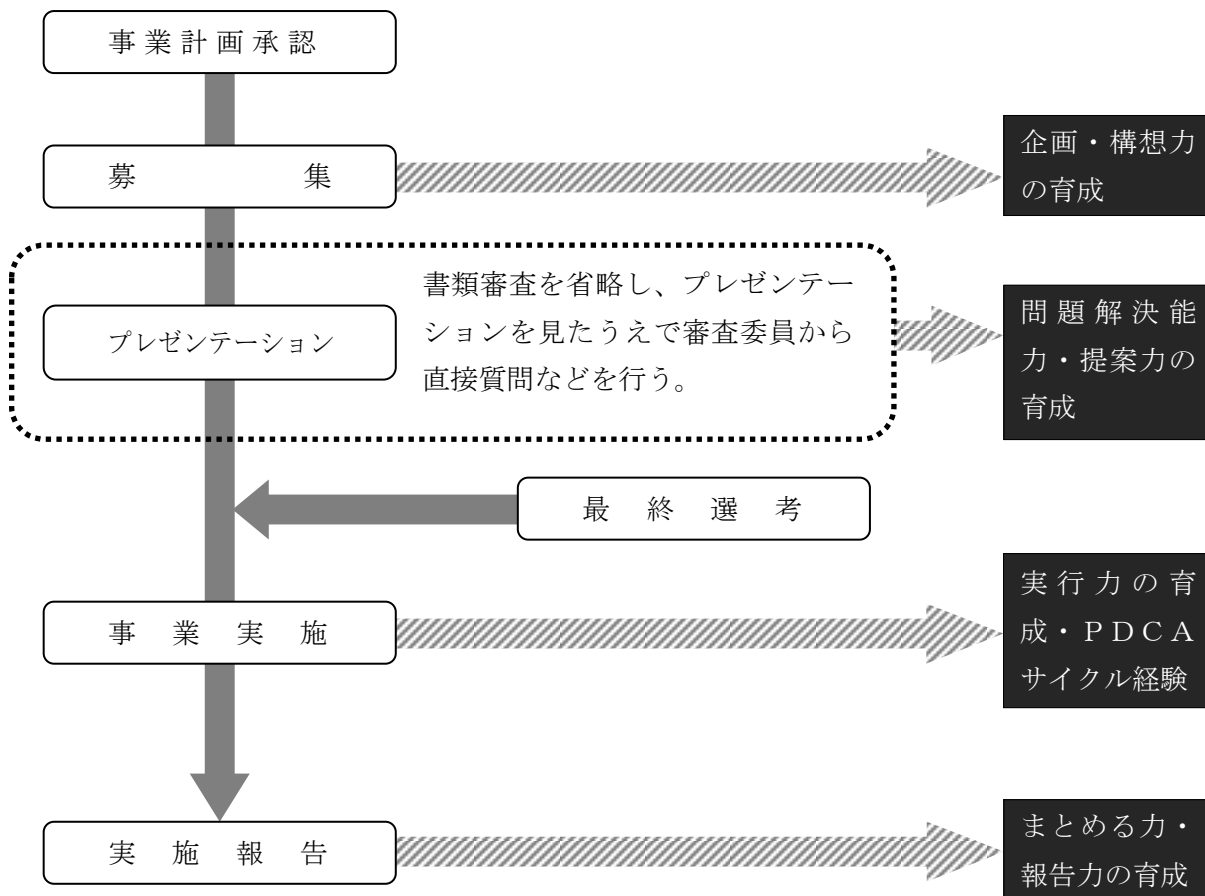 事業計画承認
募集
企画・構想力
の育成
プレゼンテーション
書類審査を省略し、プレゼンテー
ションを見たうえで審査委員から
直接質問などを行う。
問題解決能
力・提案力の
育成
最終選考
事業実施
実行力の育
成・ＰＤＣＡ
サイクル経験
実施報告
まとめる力・
報告力の育成